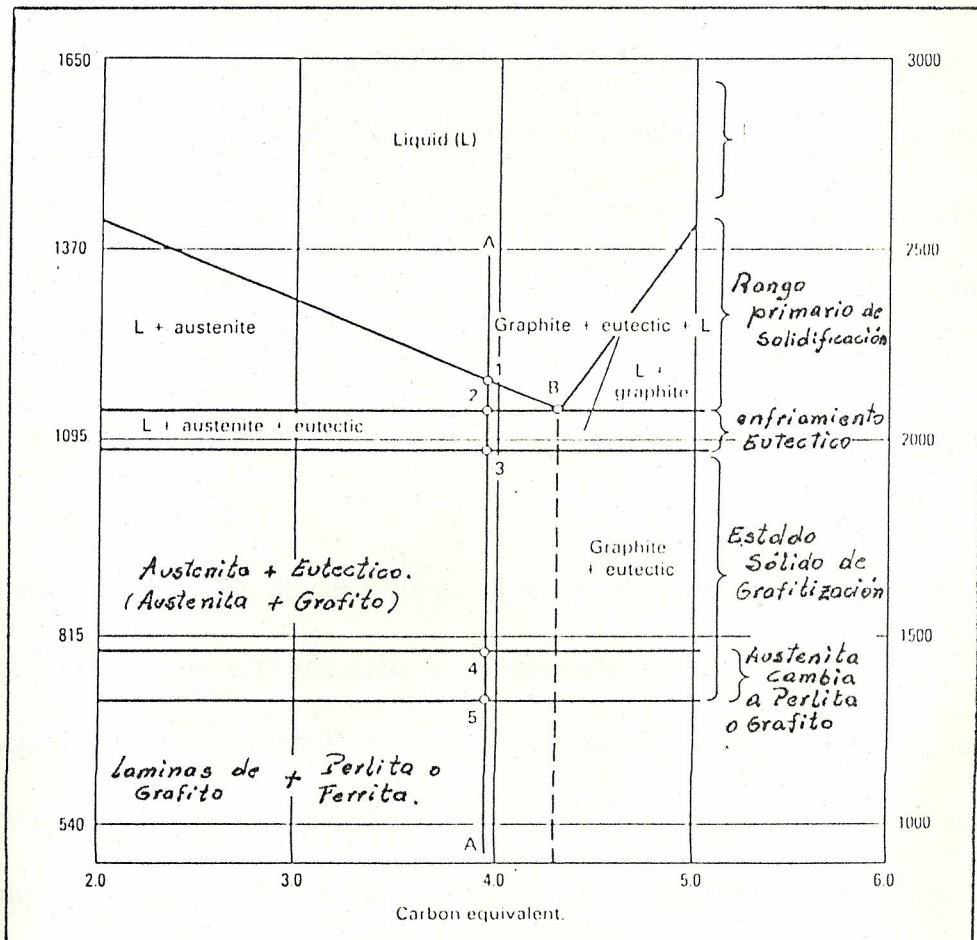 1650
3000
Liquid (L)
1370
A
2500
Rango
primario de
Solidificación
L + austenite
Graphite + eutectic + L
1
2
B
L +
graphite
enfriamiento
Eutectico
L + austenite + eutectic
1095
2000
3
Estado
Sólido de
Grafitización
Graphite
+ eutectic
Austenita + Eutectico.
(Austenita + Grafito)
815
1500
4
Austenita
cambia
a Perlita
o Grafito
5
Laminas de + Perlita o
Grafito Ferrita.
540
A
1000
2.0 3.0 4.0 5.0 6.0
Carbon equivalent.